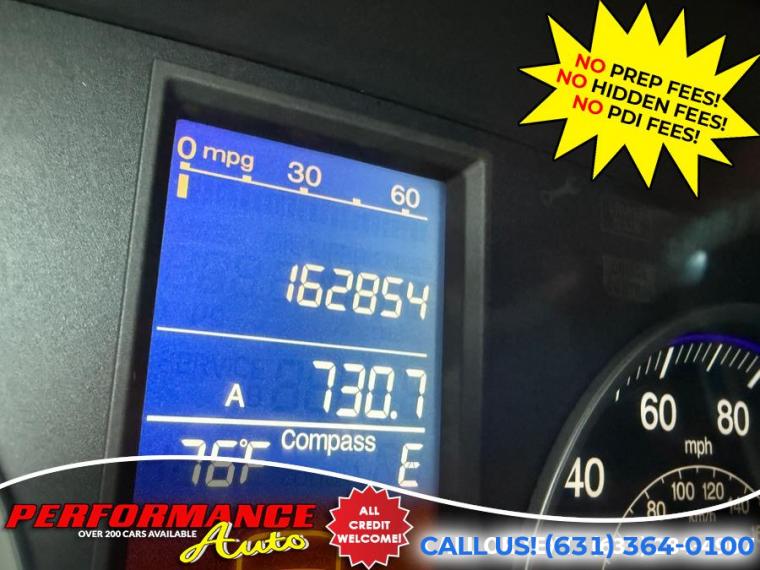 NO PREP FEES!
NO HIDDEN FEES!
NO PDI FEES!
0 mpg 30 60
162854
A 730.7
76°F Compass E
40 60 80
mph
80 100 120 140
km/h
PERFORMANCE
OVER 200 CARS AVAILABLE
Auto
ALL
CREDIT
WELCOME!
CALL US! (631) 364-0100